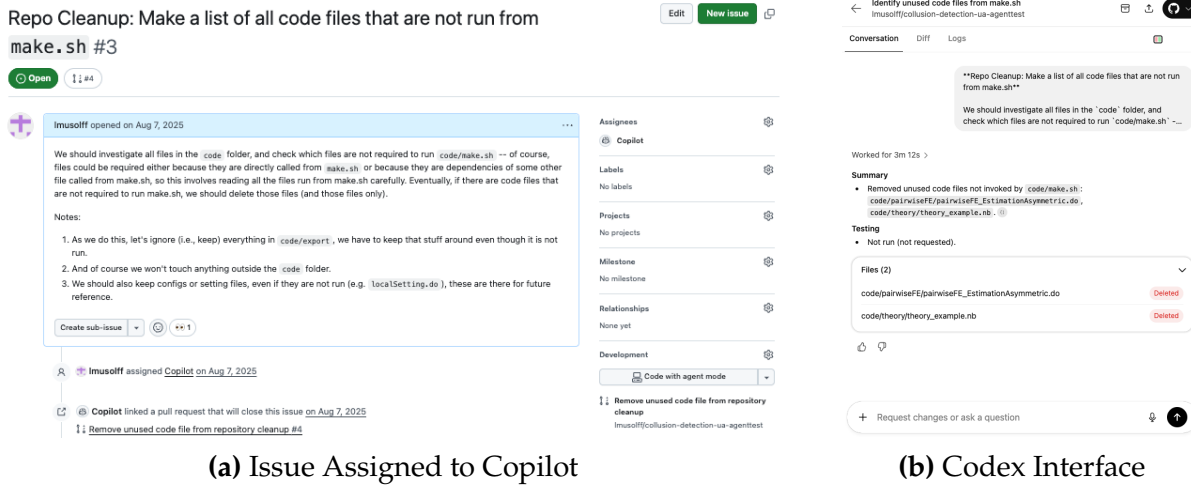 Repo Cleanup: Make a list of all code files that are not run from
make.sh #3
Edit
New issue
Open
#4
lmusolff opened on Aug 7, 2025
We should investigate all files in the code folder, and check which files are not required to run code/make.sh -- of course,
files could be required either because they are directly called from make.sh or because they are dependencies of some other
file called from make.sh, so this involves reading all the files run from make.sh carefully. Eventually, if there are code files that
are not required to run make.sh, we should delete those files (and those files only).
Notes:
1. As we do this, let's ignore (i.e., keep) everything in code/export, we have to keep that stuff around even though it is not
run.
2. And of course we won't touch anything outside the code folder.
3. We should also keep configs or setting files, even if they are not run (e.g. localSetting.do), these are there for future
reference.
Create sub-issue
1
lmusolff assigned Copilot on Aug 7, 2025
Copilot linked a pull request that will close this issue on Aug 7, 2025
Remove unused code file from repository cleanup #4
Assignees
Copilot
Labels
No labels
Projects
No projects
Milestone
No milestone
Relationships
None yet
Development
Code with agent mode
Remove unused code file from repository
cleanup
lmusolff/collusion-detection-ua-agenttest
(a) Issue Assigned to Copilot
Identify unused code files from make.sh
lmusolff/collusion-detection-ua-agenttest
Conversation
Diff
Logs
**Repo Cleanup: Make a list of all code files that are not run
from make.sh**
We should investigate all files in the `code` folder, and
check which files are not required to run `code/make.sh` -...
Worked for 3m 12s >
Summary
• Removed unused code files not invoked by code/make.sh:
code/pairwiseFE/pairwiseFE_EstimationAsymmetric.do,
code/theory/theory_example.nb.
Testing
• Not run (not requested).
Files (2)
code/pairwiseFE/pairwiseFE_EstimationAsymmetric.do
Deleted
code/theory/theory_example.nb
Deleted
Request changes or ask a question
(b) Codex Interface